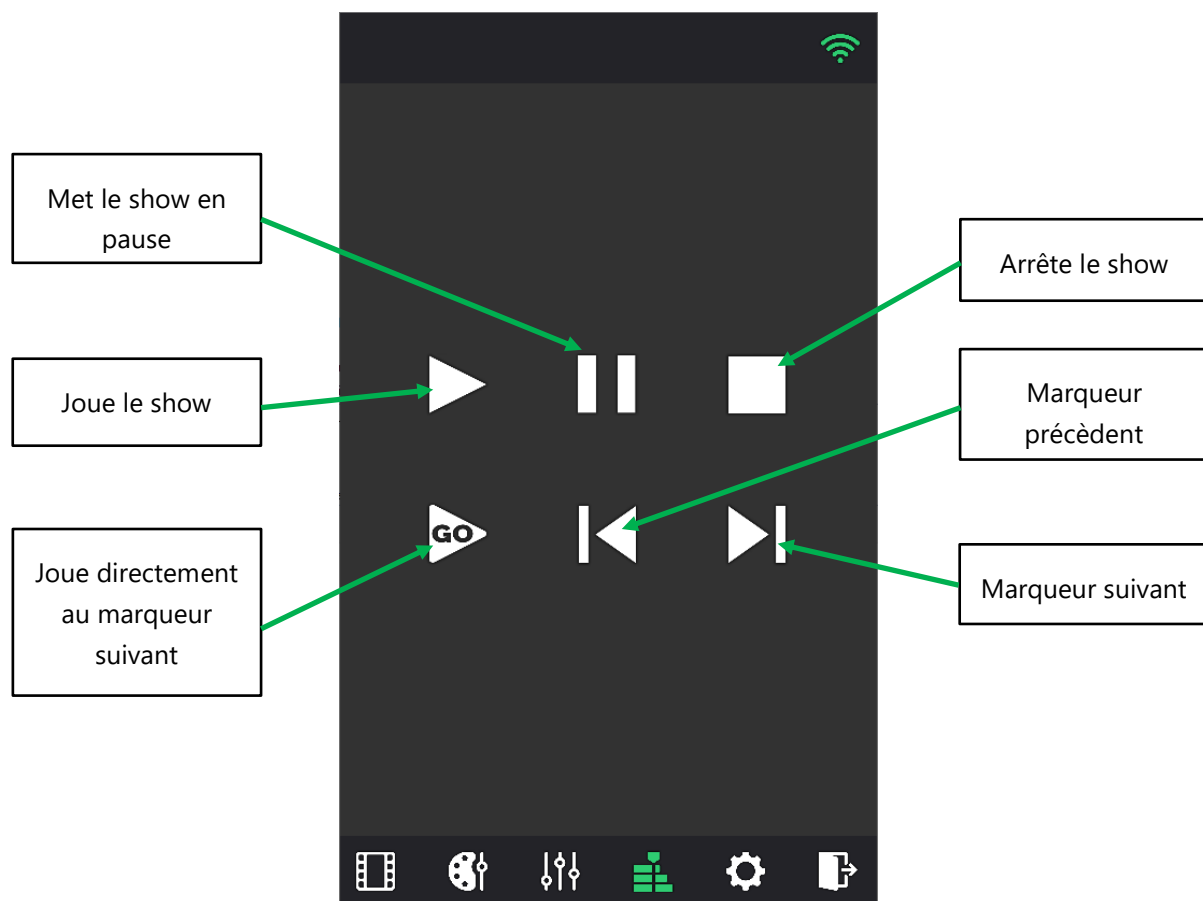 Met le show en
pause
Arrête le show
Joue le show
Marqueur
précèdent
GO
Joue directement
au marqueur
suivant
Marqueur suivant